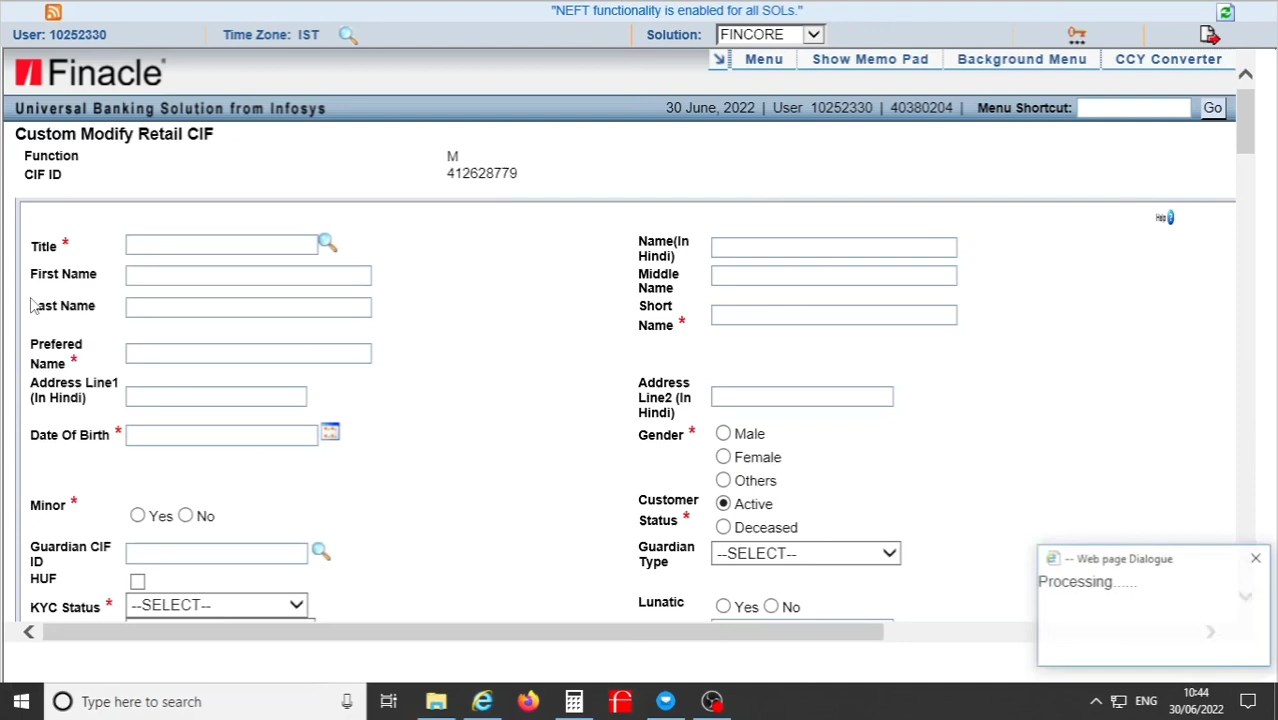 "NEFT functionality is enabled for all SOLs."
User: 10252330 Time Zone: IST Solution: FINCORE
Menu Show Memo Pad Background Menu CCY Converter
Finacle
Universal Banking Solution from Infosys 30 June, 2022 | User 10252330 | 40380204 | Menu Shortcut: Go
Custom Modify Retail CIF
Function M
CIF ID 412628779
Help ?
Title * Name(In Hindi)
First Name Middle Name
Last Name Short Name *
Prefered Name *
Address Line1 (In Hindi) Address Line2 (In Hindi)
Date Of Birth * Gender * Male
Female
Others
Minor * Yes No Customer Status * Active
Deceased
Guardian CIF ID Guardian Type --SELECT--
HUF
KYC Status * --SELECT-- Lunatic Yes No
-- Web page Dialogue
Processing......
Type here to search ENG 10:44
30/06/2022